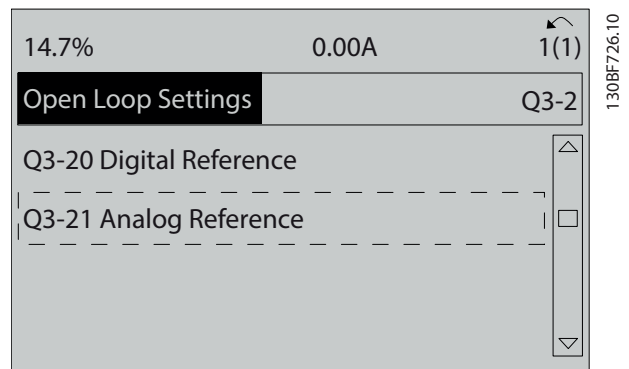 14.7% 0.00A 1(1)
Open Loop Settings Q3-2
Q3-20 Digital Reference
Q3-21 Analog Reference
130BF726.10